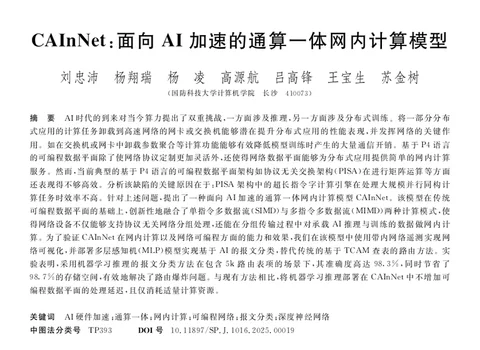 CAInNet:面向 AI 加速的通算一体网内计算模型
刘忠沛 杨翔瑞 杨 凌 高源航 吕高锋 王宝生 苏金树
(国防科技大学计算机学院 长沙 410073)
摘 要 AI 时代的到来对当今算力提出了双重挑战,一方面涉及推理,另一方面涉及分布式训练。将一部分分布
式应用的计算任务卸载到高速网络的网卡或交换机能够潜在提升分布式应用的性能表现,并发挥网络的关键作
用。如在交换机或网卡中卸载参数聚合等计算功能能够有效降低模型训练时产生的大量通信开销。基于 P4 语言
的可编程数据平面除了使网络协议定制更加灵活外,还使得网络数据平面能够为分布式应用提供简单的网内计算
服务。然而,当前典型的基于 P4 语言的可编程数据平面架构如协议无关交换架构(PISA)在进行矩阵运算等方面
还表现得不够高效。分析该缺陷的关键原因在于:PISA 架构中的超长指令字计算引擎在处理大规模并行同构计
算任务时效率不高。针对上述问题,提出了一种面向 AI 加速的通算一体网内计算模型 CAInNet。该模型在传统
可编程数据平面的基础上,创新性地融合了单指令多数据流(SIMD)与多指令多数据流(MIMD)两种计算模式,使
得网络设备不仅能够支持协议无关网络分组处理,还能在分组传输过程中对承载 AI 推理与训练的数据做网内计
算。为了验证 CAInNet 在网内计算以及网络可编程方面的能力和效果,我们在该模型中使用带内网络遥测实现网
络可视化,并部署多层感知机(MLP)模型实现基于 AI 的报文分类,替代传统的基于 TCAM 查表的路由方法。实
验表明,采用机器学习推理的报文分类方法在包含 5k 路由表项的场景下,其准确度高达 98.3%,同时节省了
98.7%的存储空间,有效地解决了路由爆炸问题。与现有方法相比,将机器学习推理部署在 CAInNet 中不增加可
编程数据平面的处理延迟,且仅消耗适量计算资源。
关键词 AI 硬件加速;通算一体;网内计算;可编程网络;报文分类;深度神经网络
中图法分类号 TP393 DOI 号 10.11897/SP.J.1016.2025.00019